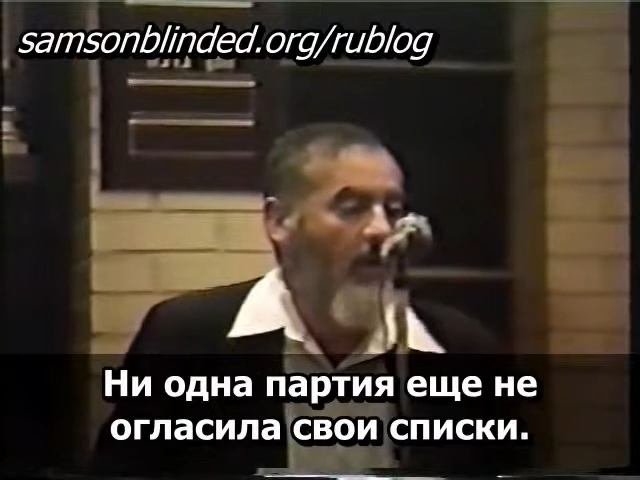 samsonblinded.org/rublog
Ни одна партия еще не
огласила свои списки.